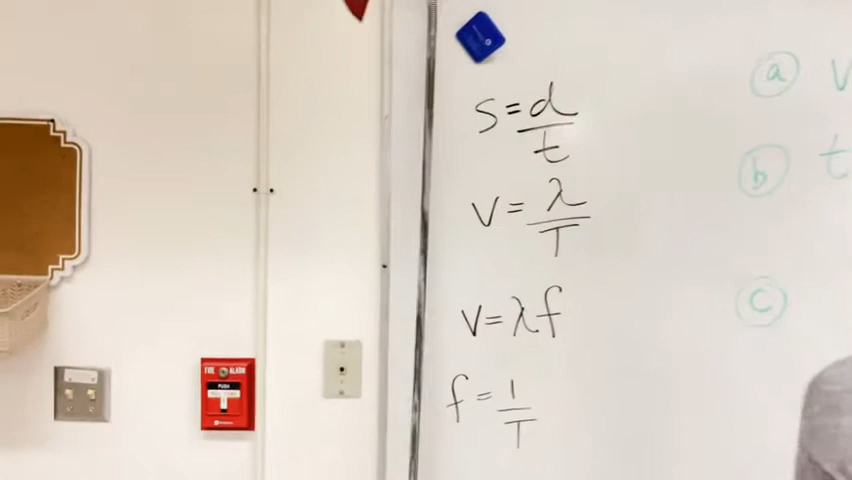 s = d/t
v = λ/T
v = λf
f = 1/T
ⓐ v
ⓑ t
ⓒ
FIRE ALARM
PUSH